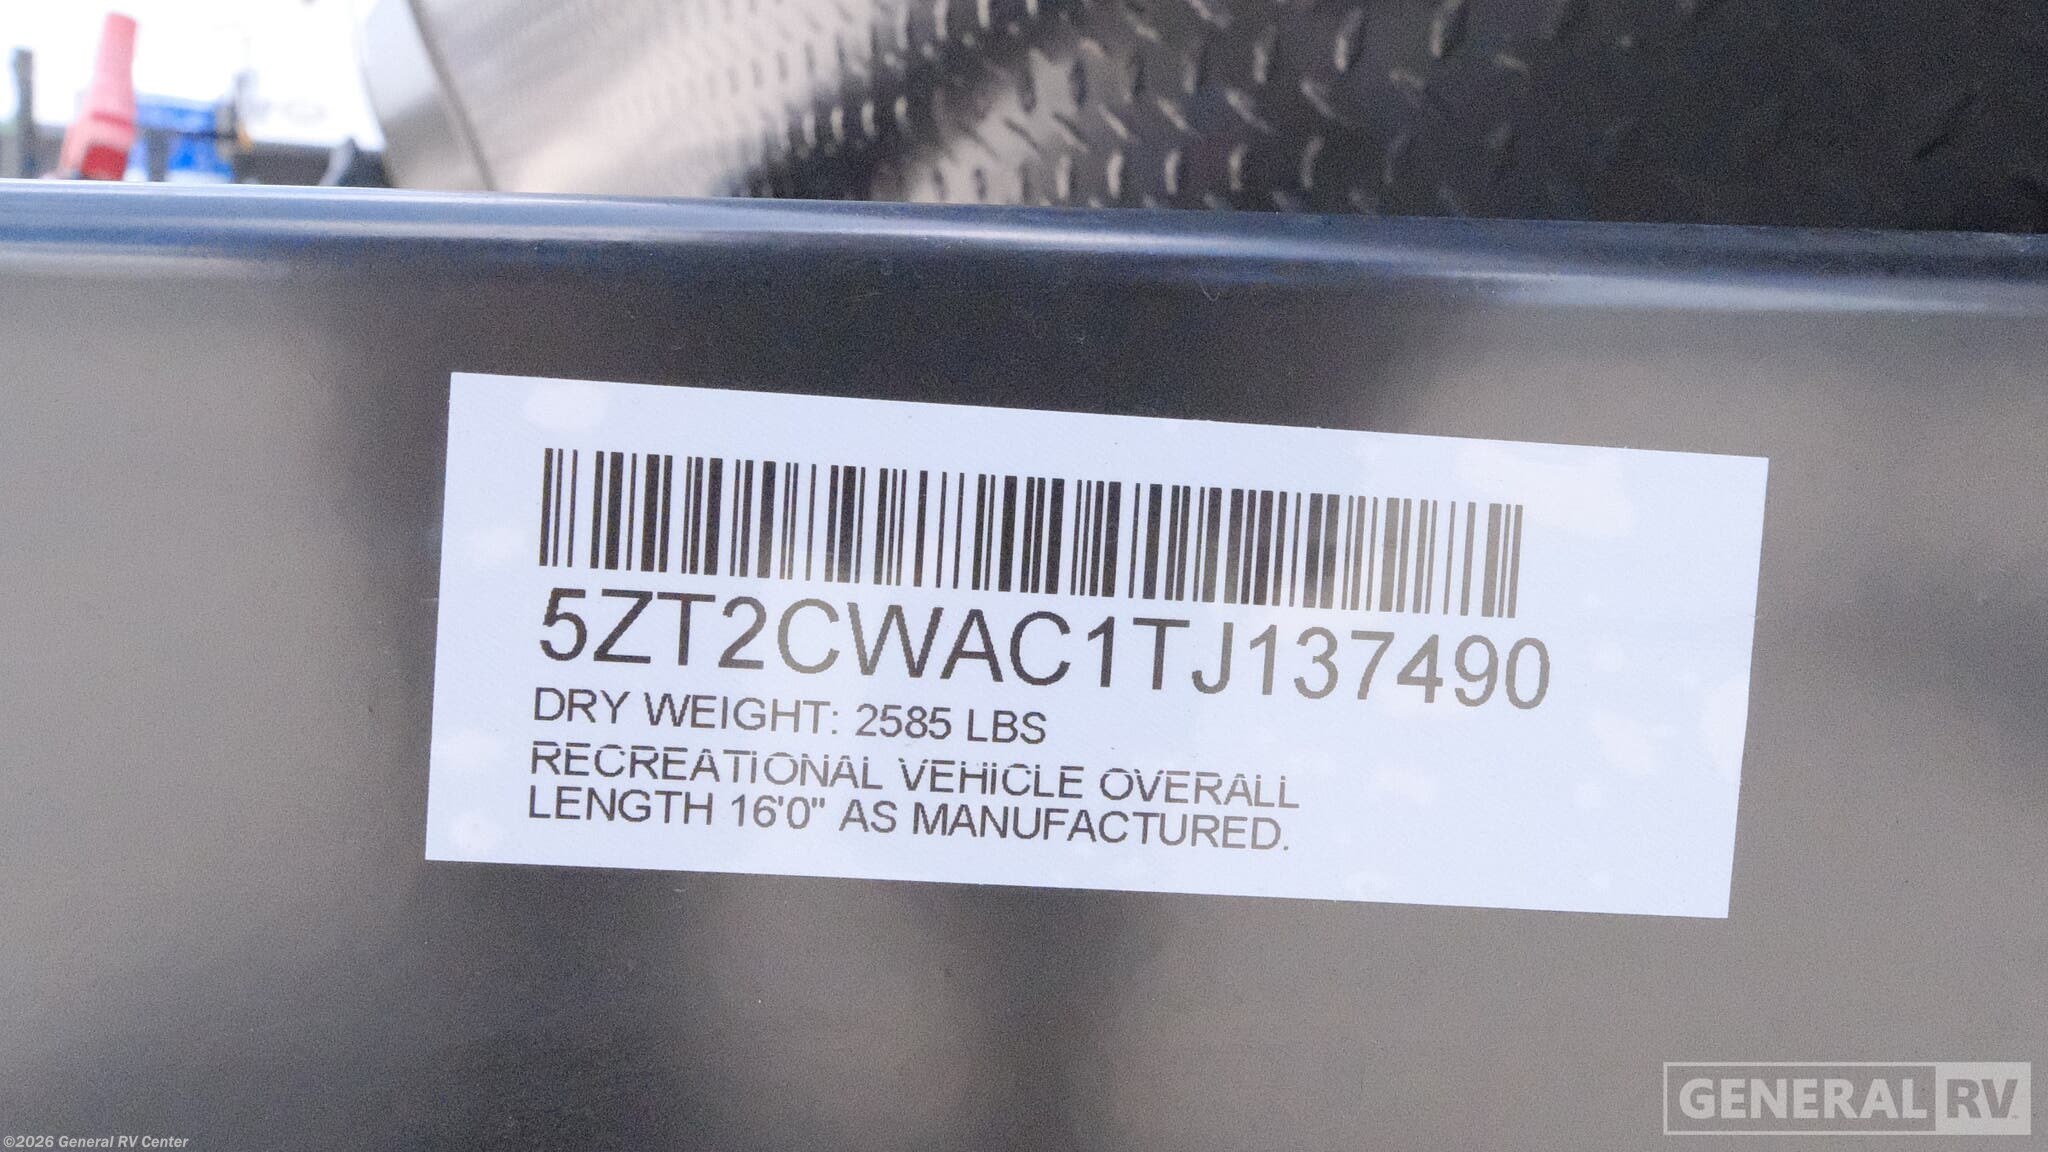 5ZT2CWAC1TJ137490
DRY WEIGHT: 2585 LBS
RECREATIONAL VEHICLE OVERALL
LENGTH 16'0" AS MANUFACTURED.
GENERAL RV
©2026 General RV Center